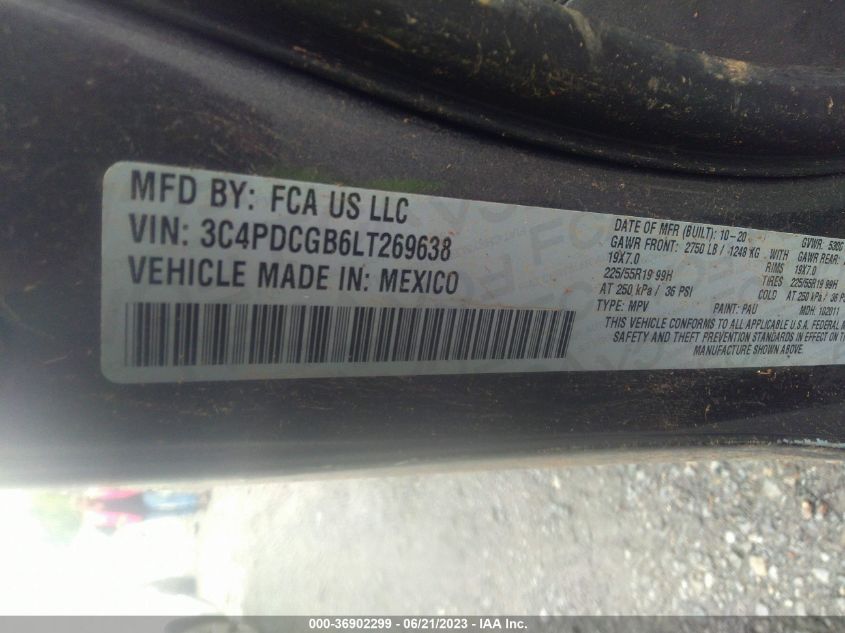 MFD BY: FCA US LLC
VIN: 3C4PDCGB6LT269638
VEHICLE MADE IN: MEXICO
DATE OF MFR (BUILT): 10-20 GVWR: 5300
GAWR FRONT: 2750 LB / 1248 KG WITH GAWR REAR:
19X7.0 RIMS 19X7.0
225/55R19 99H TIRES 225/55R19 99H
AT 250 kPa / 36 PSI COLD AT 250 kPa / 36
TYPE: MPV PAINT: PAU MDH: 102011
THIS VEHICLE CONFORMS TO ALL APPLICABLE U.S.A. FEDERAL
SAFETY AND THEFT PREVENTION STANDARDS IN EFFECT ON
MANUFACTURE SHOWN ABOVE.
000-36902299 - 06/21/2023 - IAA Inc.